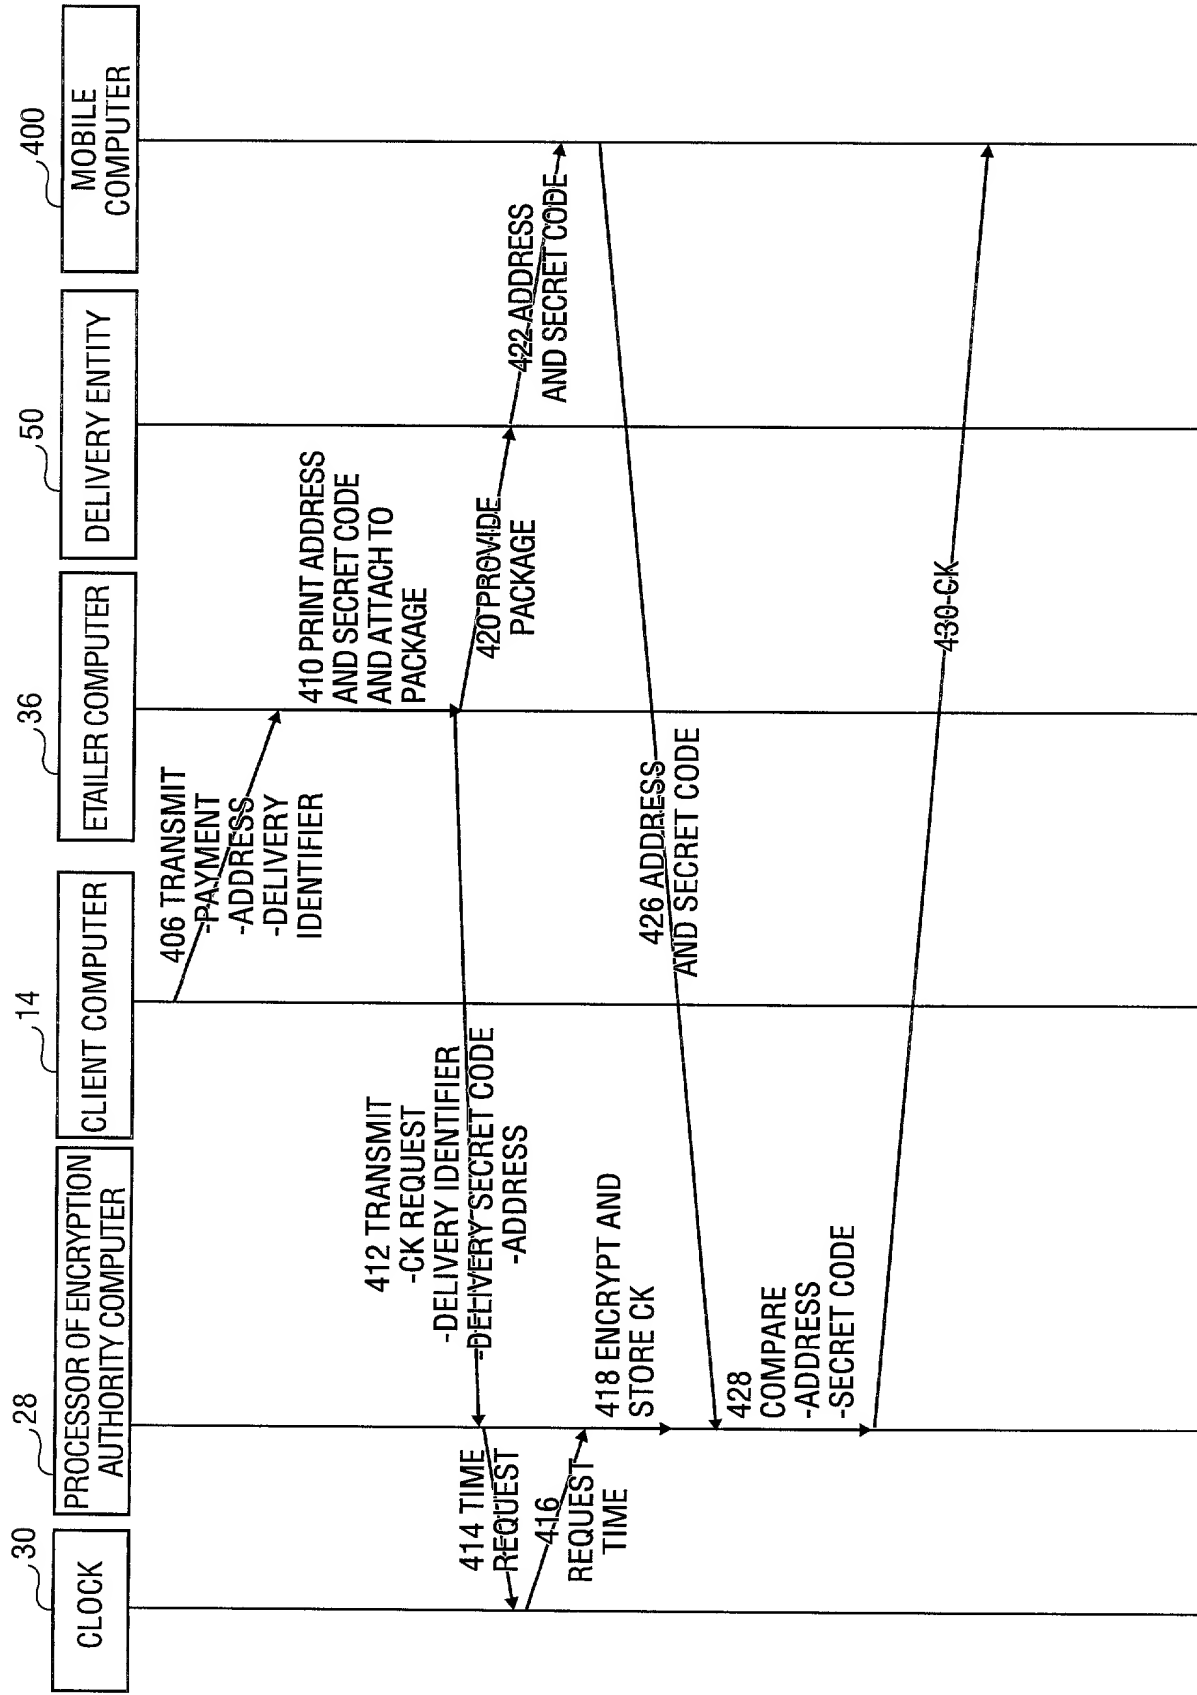 30
CLOCK
28
PROCESSOR OF ENCRYPTION
AUTHORITY COMPUTER
14
CLIENT COMPUTER
36
ETAILER COMPUTER
50
DELIVERY ENTITY
400
MOBILE
COMPUTER
406 TRANSMIT
-PAYMENT
-ADDRESS
-DELIVERY
IDENTIFIER
410 PRINT ADDRESS
AND SECRET CODE
AND ATTACH TO
PACKAGE
412 TRANSMIT
-CK REQUEST
-DELIVERY IDENTIFIER
-DELIVERY SECRET CODE
-ADDRESS
414 TIME
REQUEST
416
REQUEST
TIME
418 ENCRYPT AND
STORE CK
420 PROVIDE
PACKAGE
422 ADDRESS
AND SECRET CODE
426 ADDRESS
AND SECRET CODE
428
COMPARE
-ADDRESS
-SECRET CODE
430 CK